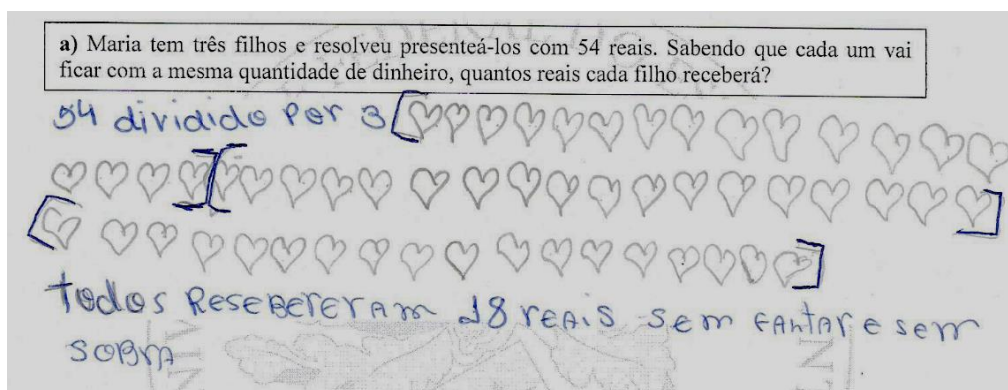 a) Maria tem três filhos e resolveu presenteá-los com 54 reais. Sabendo que cada um vai
ficar com a mesma quantidade de dinheiro, quantos reais cada filho receberá?
54 dividido Por 3
todos ReseBereram 18 reais sem fantar e sem
SOBra